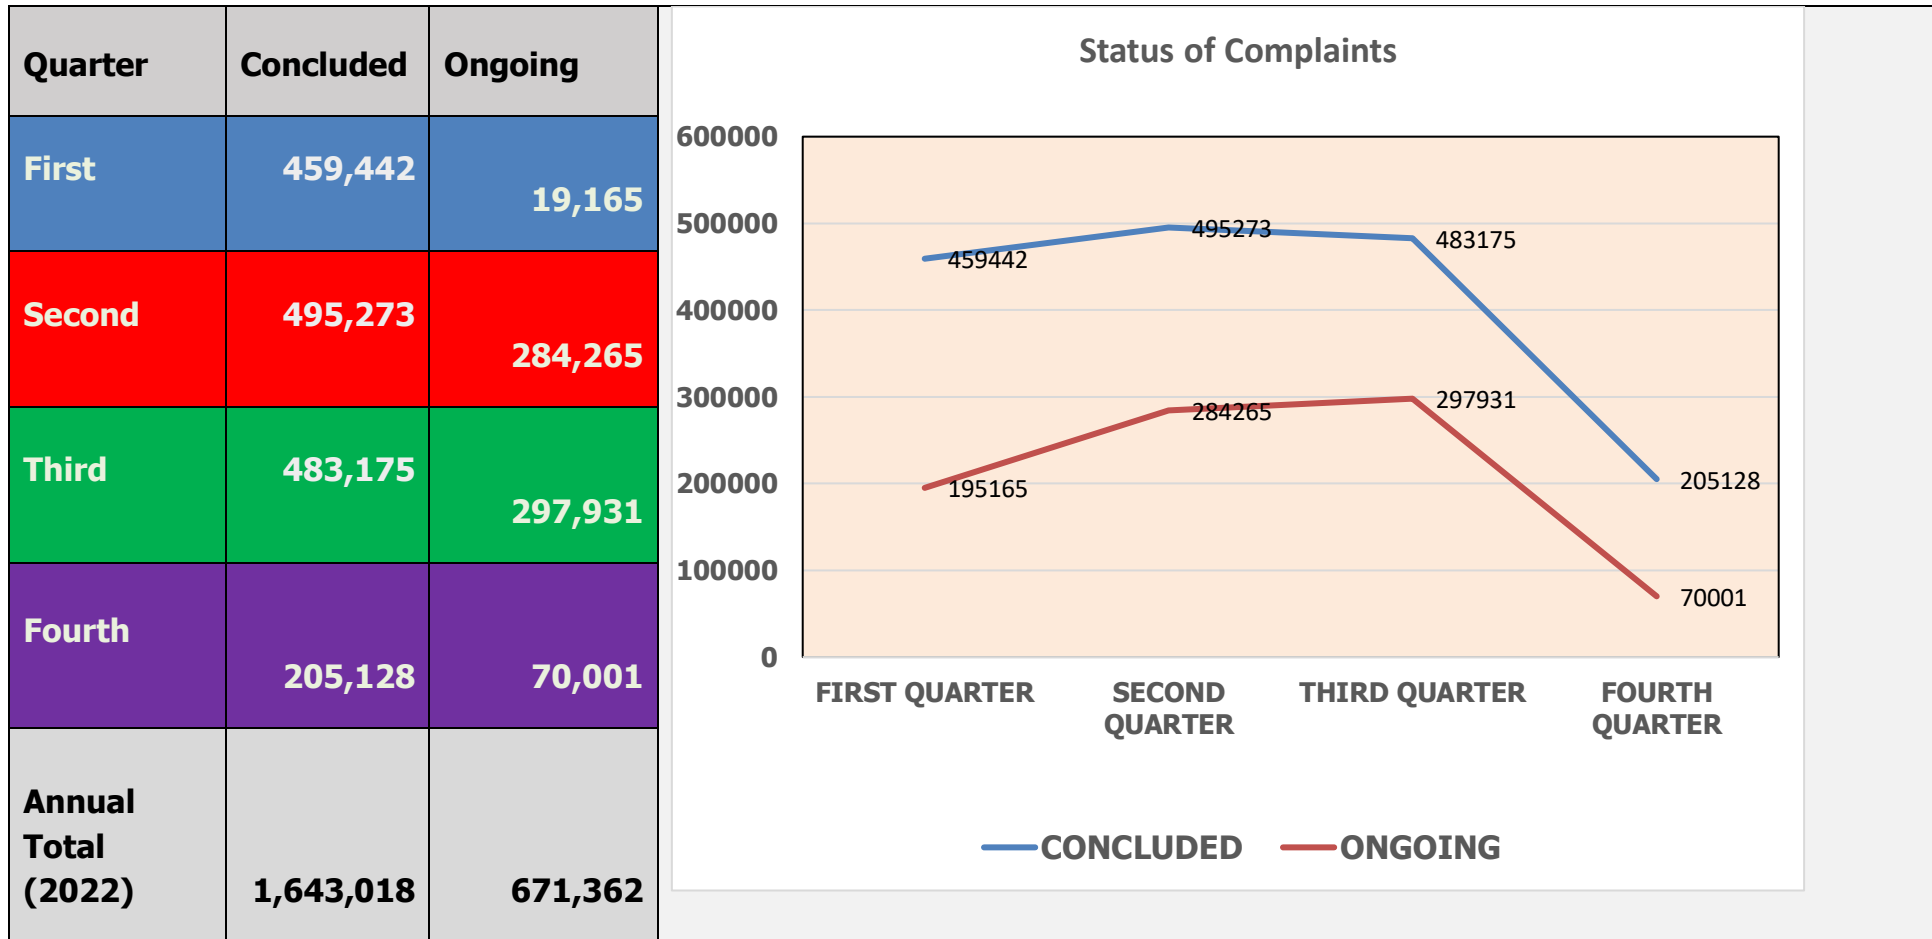 Quarter Concluded Ongoing
First 459,442 19,165
Second 495,273 284,265
Third 483,175 297,931
Fourth 205,128 70,001
Annual
Total
(2022) 1,643,018 671,362
Status of Complaints
600000
500000
400000
300000
200000
100000
0
459442
495273
483175
205128
195165
284265
297931
70001
FIRST QUARTER
SECOND
QUARTER
THIRD QUARTER
FOURTH
QUARTER
CONCLUDED ONGOING